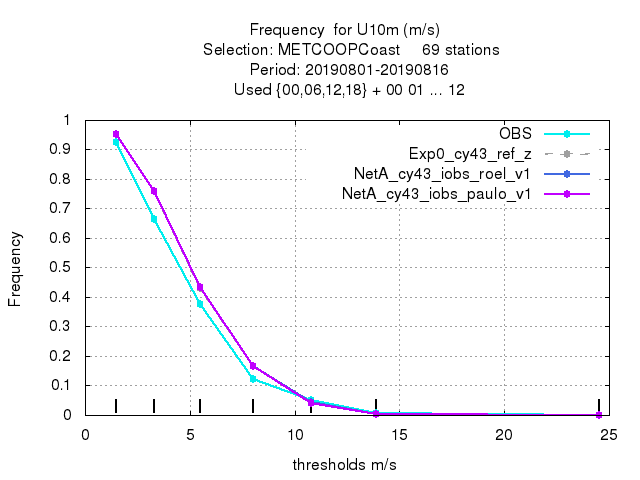 Frequency  for U10m (m/s)
Selection: METCOOPCoast     69 stations
Period: 20190801-20190816
Used {00,06,12,18} + 00 01 ... 12
OBS
Exp0_cy43_ref_z
NetA_cy43_iobs_roel_v1
NetA_cy43_iobs_paulo_v1
Frequency
1
0.9
0.8
0.7
0.6
0.5
0.4
0.3
0.2
0.1
0
0 5 10 15 20 25
thresholds m/s